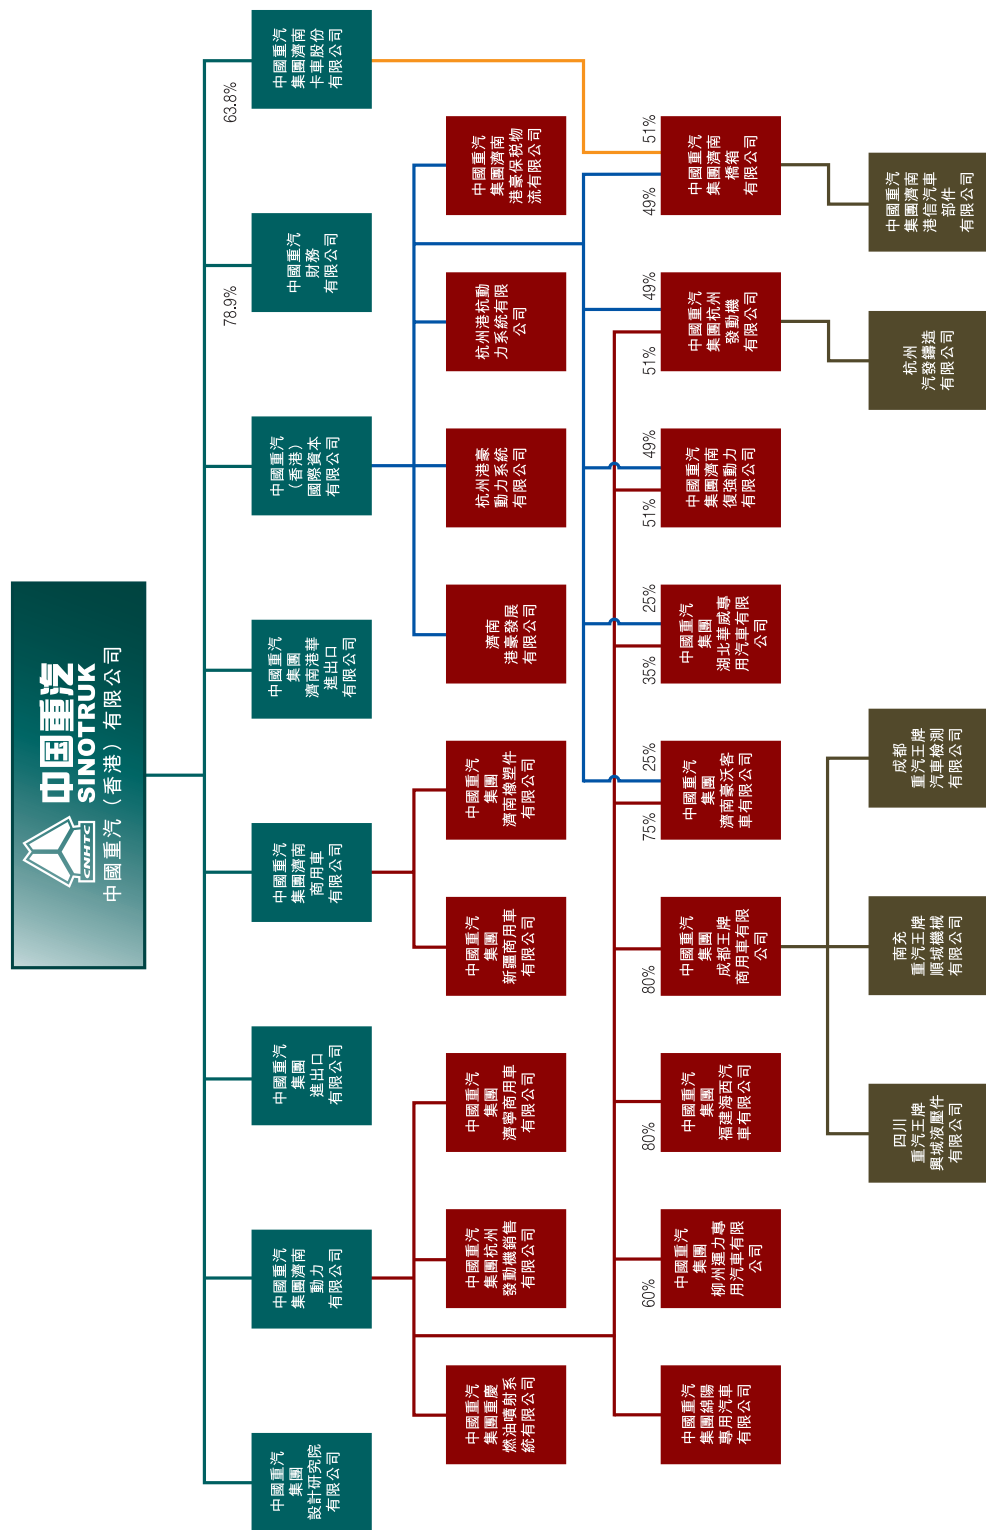 中国重汽
SINOTRUK
CNHTC
中國重汽（香港）有限公司
中國重汽
集團
設計研究院
有限公司
中國重汽
集團濟南
動力
有限公司
中國重汽
集團
進出口
有限公司
中國重汽
集團濟南
商用車
有限公司
中國重汽
集團
濟南港華
進出口
有限公司
中國重汽
（香港）
國際資本
有限公司
78.9%
中國重汽
財務
有限公司
63.8%
中國重汽
集團濟南
卡車股份
有限公司
中國重汽
集團重慶
燃油噴射系
統有限公司
中國重汽
集團杭州
發動機銷售
有限公司
中國重汽
集團
濟寧商用車
有限公司
中國重汽
集團
新疆商用車
有限公司
中國重汽
集團
濟南橡塑件
有限公司
濟南
港豪發展
有限公司
杭州港豪
動力系統
有限公司
杭州港杭動
力系統有限
公司
中國重汽
集團濟南
港豪保税物
流有限公司
60%
80%
80%
75%
25%
35%
25%
51%
49%
51%
49%
49%
51%
中國重汽
集團綿陽
專用汽車
有限公司
中國重汽
集團
柳州運力專
用汽車有限
公司
中國重汽
集團
福建海西汽
車有限公司
中國重汽
集團
成都王牌
商用車有限
公司
中國重汽
集團
濟南豪沃客
車有限公司
中國重汽
集團
湖北華威專
用汽車有限
公司
中國重汽
集團濟南
復強動力
有限公司
中國重汽
集團杭州
發動機
有限公司
中國重汽
集團濟南
橋箱
有限公司
四川
重汽王牌
興城液壓件
有限公司
南充
重汽王牌
順城機械
有限公司
成都
重汽王牌
汽車檢測
有限公司
杭州
汽發鑄造
有限公司
中國重汽
集團濟南
港信汽車
部件
有限公司